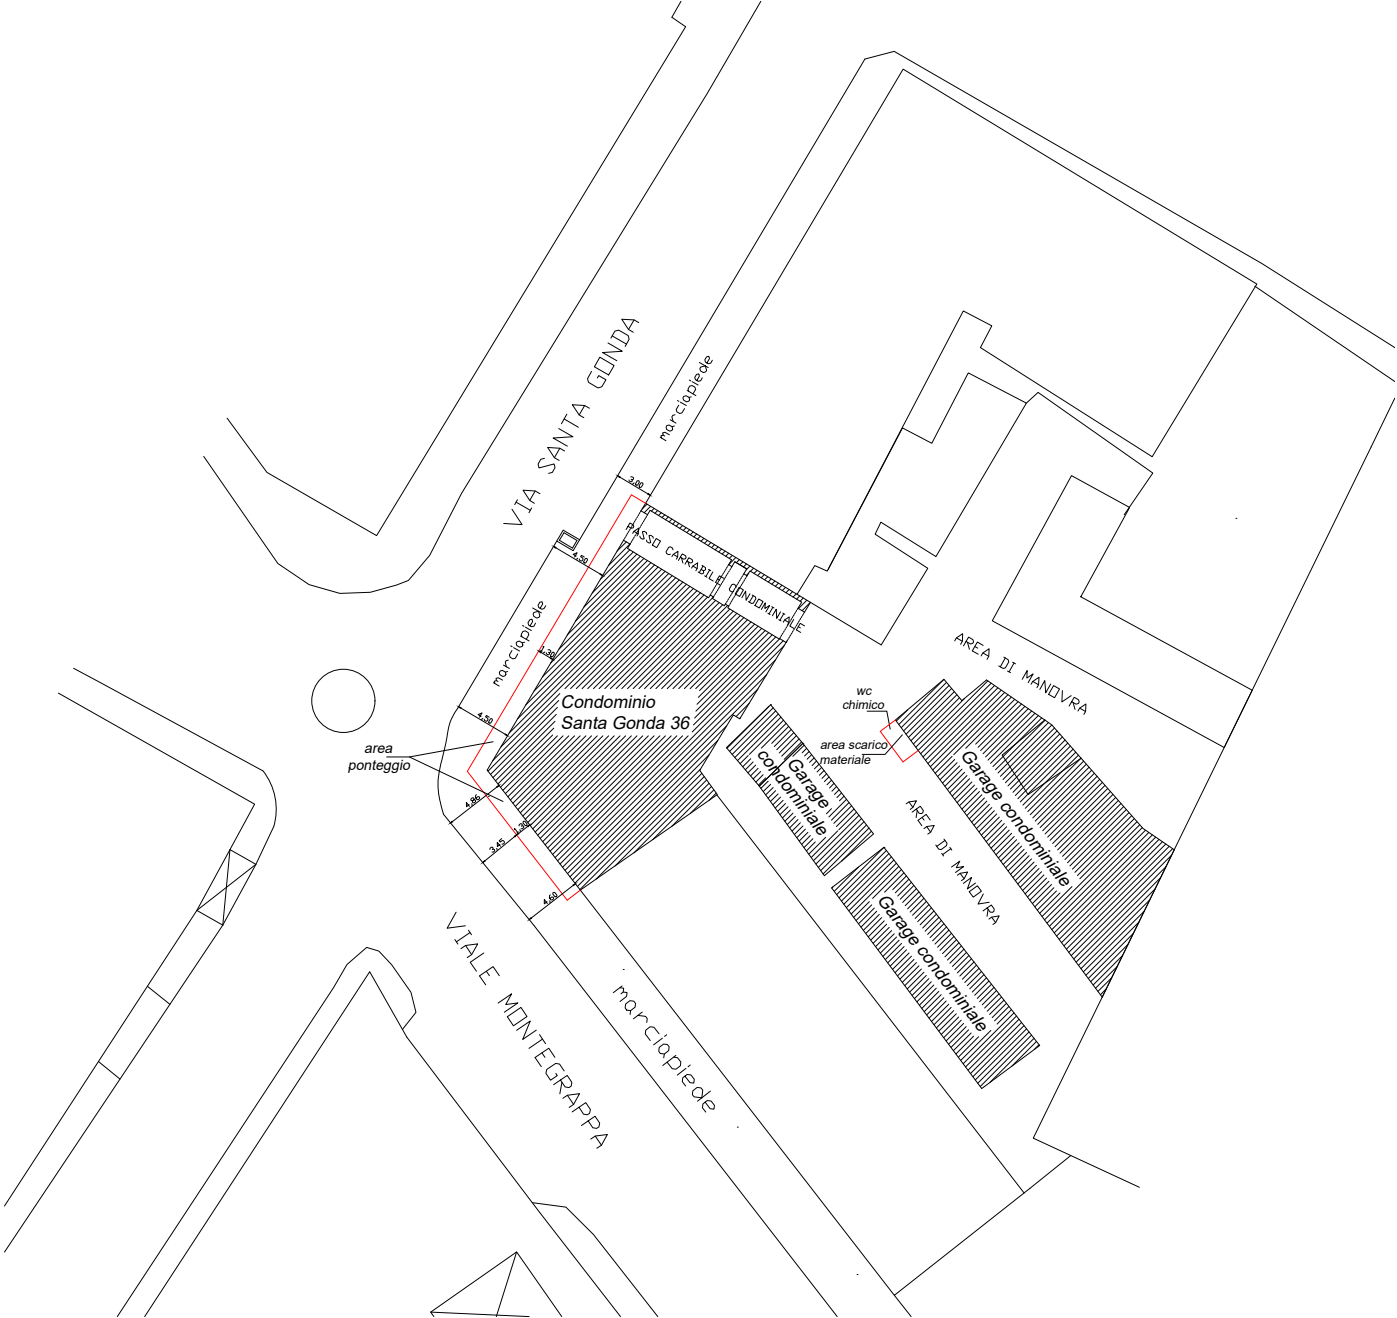 VIA SANTA GONDA
marciapiede
3.00
PASSO CARRABILE CONDOMINIALE
4.50
marciapiede
1.30
4.50
Condominio
Santa Gonda 36
area
ponteggio
4.86
1.30
3.45
4.60
AREA DI MANOVRA
wc
chimico
area scarico
materiale
Garage
condominiale
Garage condominiale
AREA DI MANOVRA
Garage condominiale
VIALE MONTEGRAPPA
marciapiede